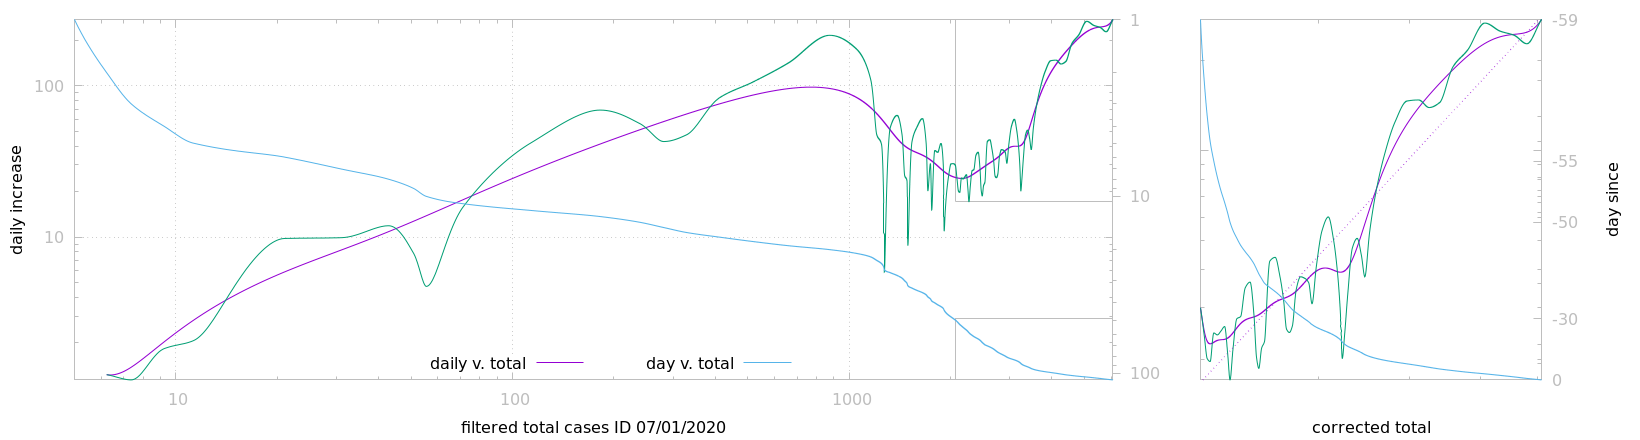 daily increase
100
10
daily v. total
day v. total
10
100
1000
filtered total cases ID 07/01/2020
1
10
100
-59
-55
-50
-30
0
day since
corrected total